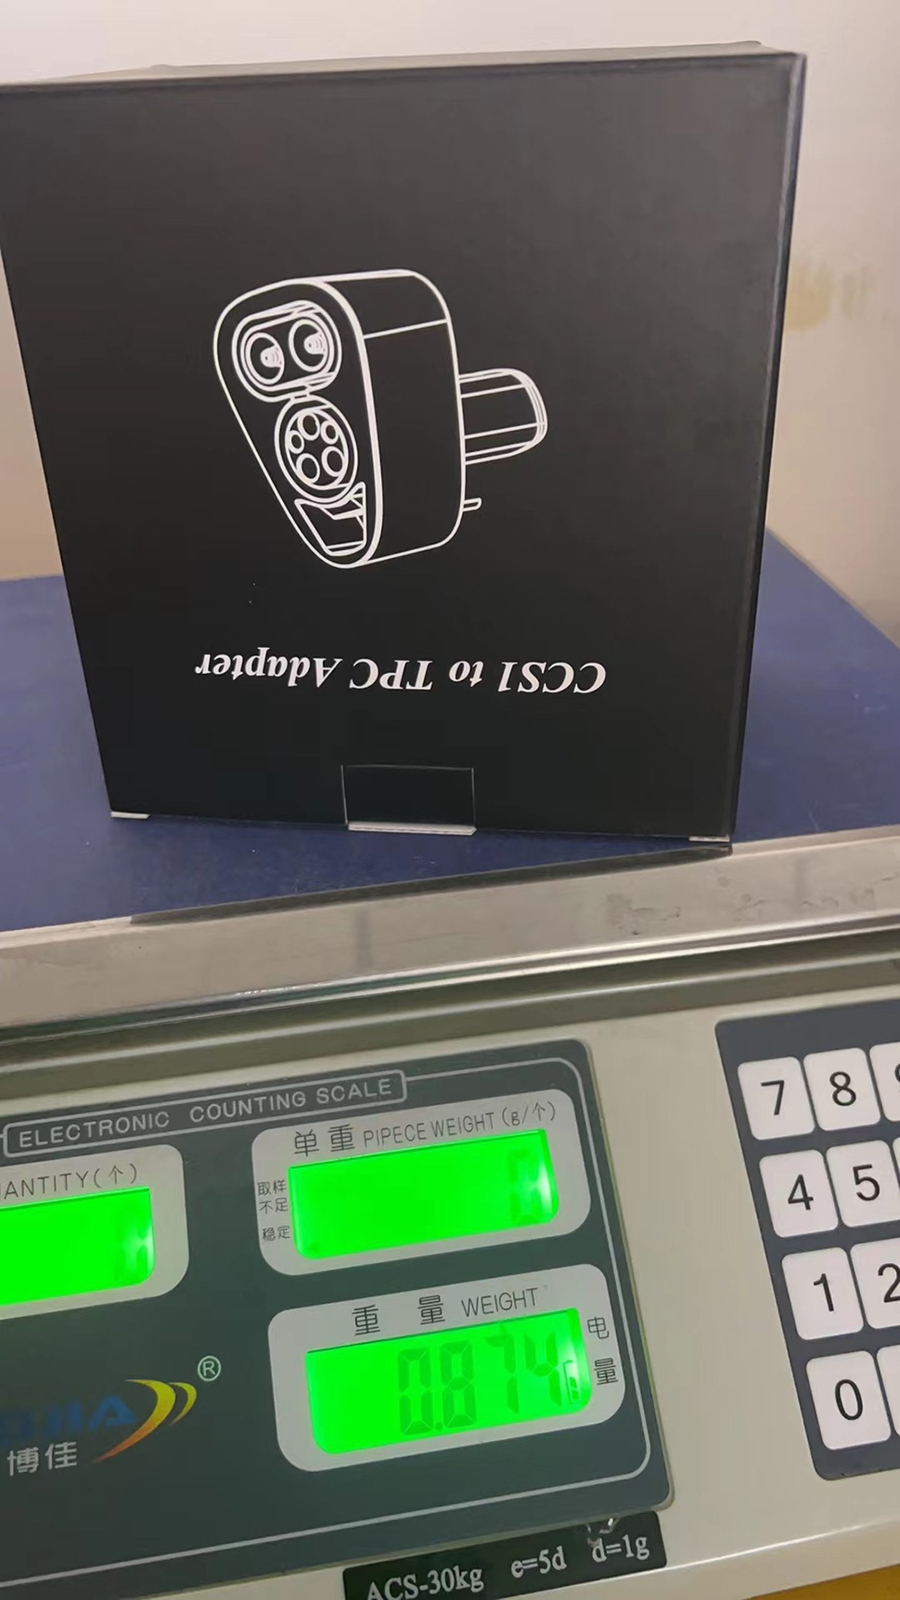 CCS1 to TPC Adapter
ELECTRONIC COUNTING SCALE
ANTITY(个)
单重 PIPECE WEIGHT (g/个)
取样
不足
稳定
0
重量 WEIGHT
0.874
电
量
®
博佳
7 8
4 5
1 2
0
ACS-30kg e=5d d=1g